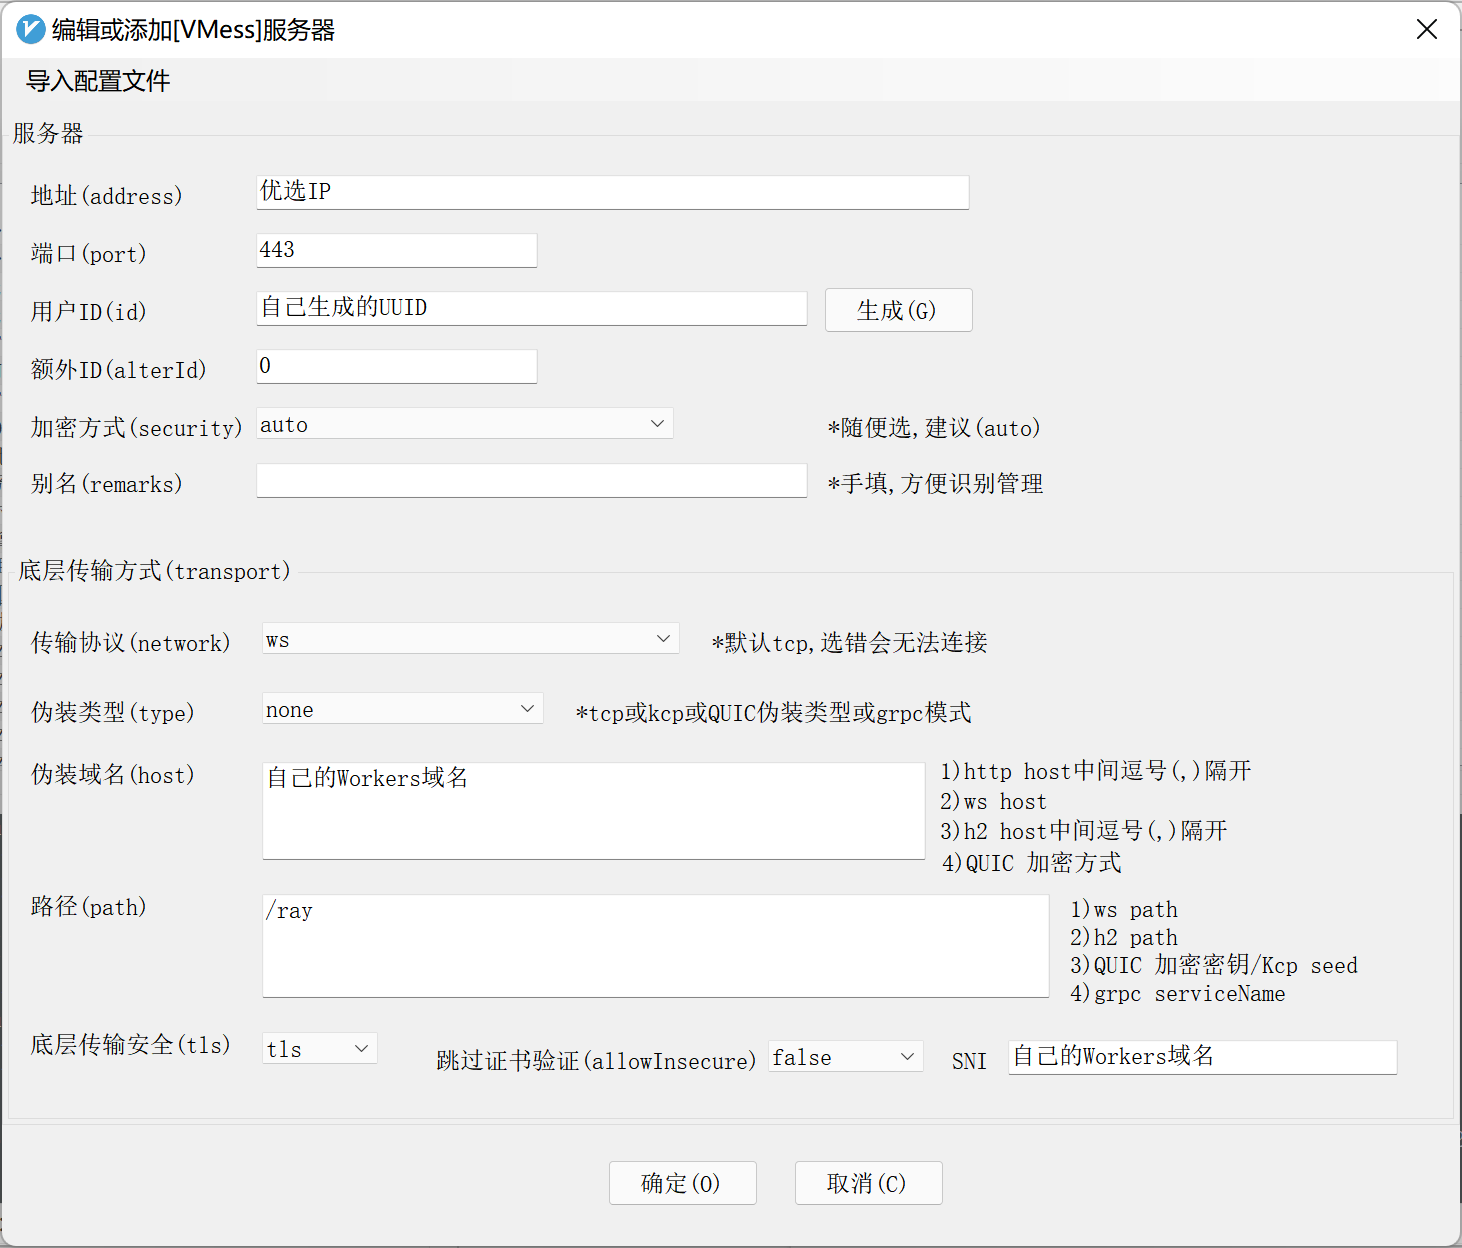 编辑或添加[VMess]服务器
导入配置文件
服务器
地址(address) 优选IP
端口(port) 443
用户ID(id) 自己生成的UUID 生成(G)
额外ID(alterId) 0
加密方式(security) auto *随便选,建议(auto)
别名(remarks) *手填,方便识别管理
底层传输方式(transport)
传输协议(network) ws *默认tcp,选错会无法连接
伪装类型(type) none *tcp或kcp或QUIC伪装类型或grpc模式
伪装域名(host) 自己的Workers域名
1)http host中间逗号(,)隔开
2)ws host
3)h2 host中间逗号(,)隔开
4)QUIC 加密方式
路径(path) /ray
1)ws path
2)h2 path
3)QUIC 加密密钥/Kcp seed
4)grpc serviceName
底层传输安全(tls) tls 跳过证书验证(allowInsecure) false SNI 自己的Workers域名
确定(O) 取消(C)